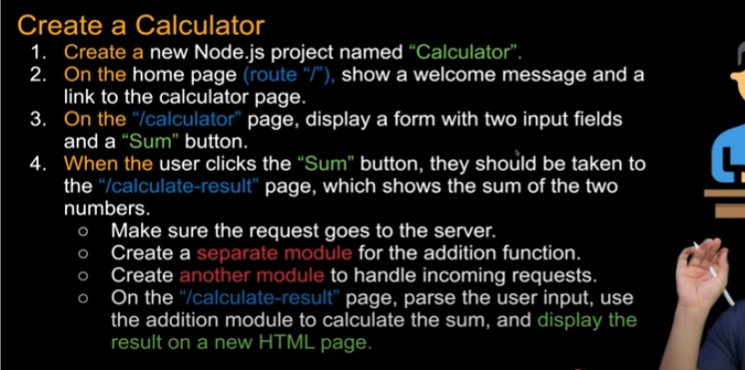 Create a Calculator
1. Create a new Node.js project named “Calculator”.
2. On the home page (route “/”), show a welcome message and a
link to the calculator page.
3. On the “/calculator” page, display a form with two input fields
and a “Sum” button.
4. When the user clicks the “Sum” button, they should be taken to
the “/calculate-result” page, which shows the sum of the two
numbers.
○ Make sure the request goes to the server.
○ Create a separate module for the addition function.
○ Create another module to handle incoming requests.
○ On the “/calculate-result” page, parse the user input, use
the addition module to calculate the sum, and display the
result on a new HTML page.